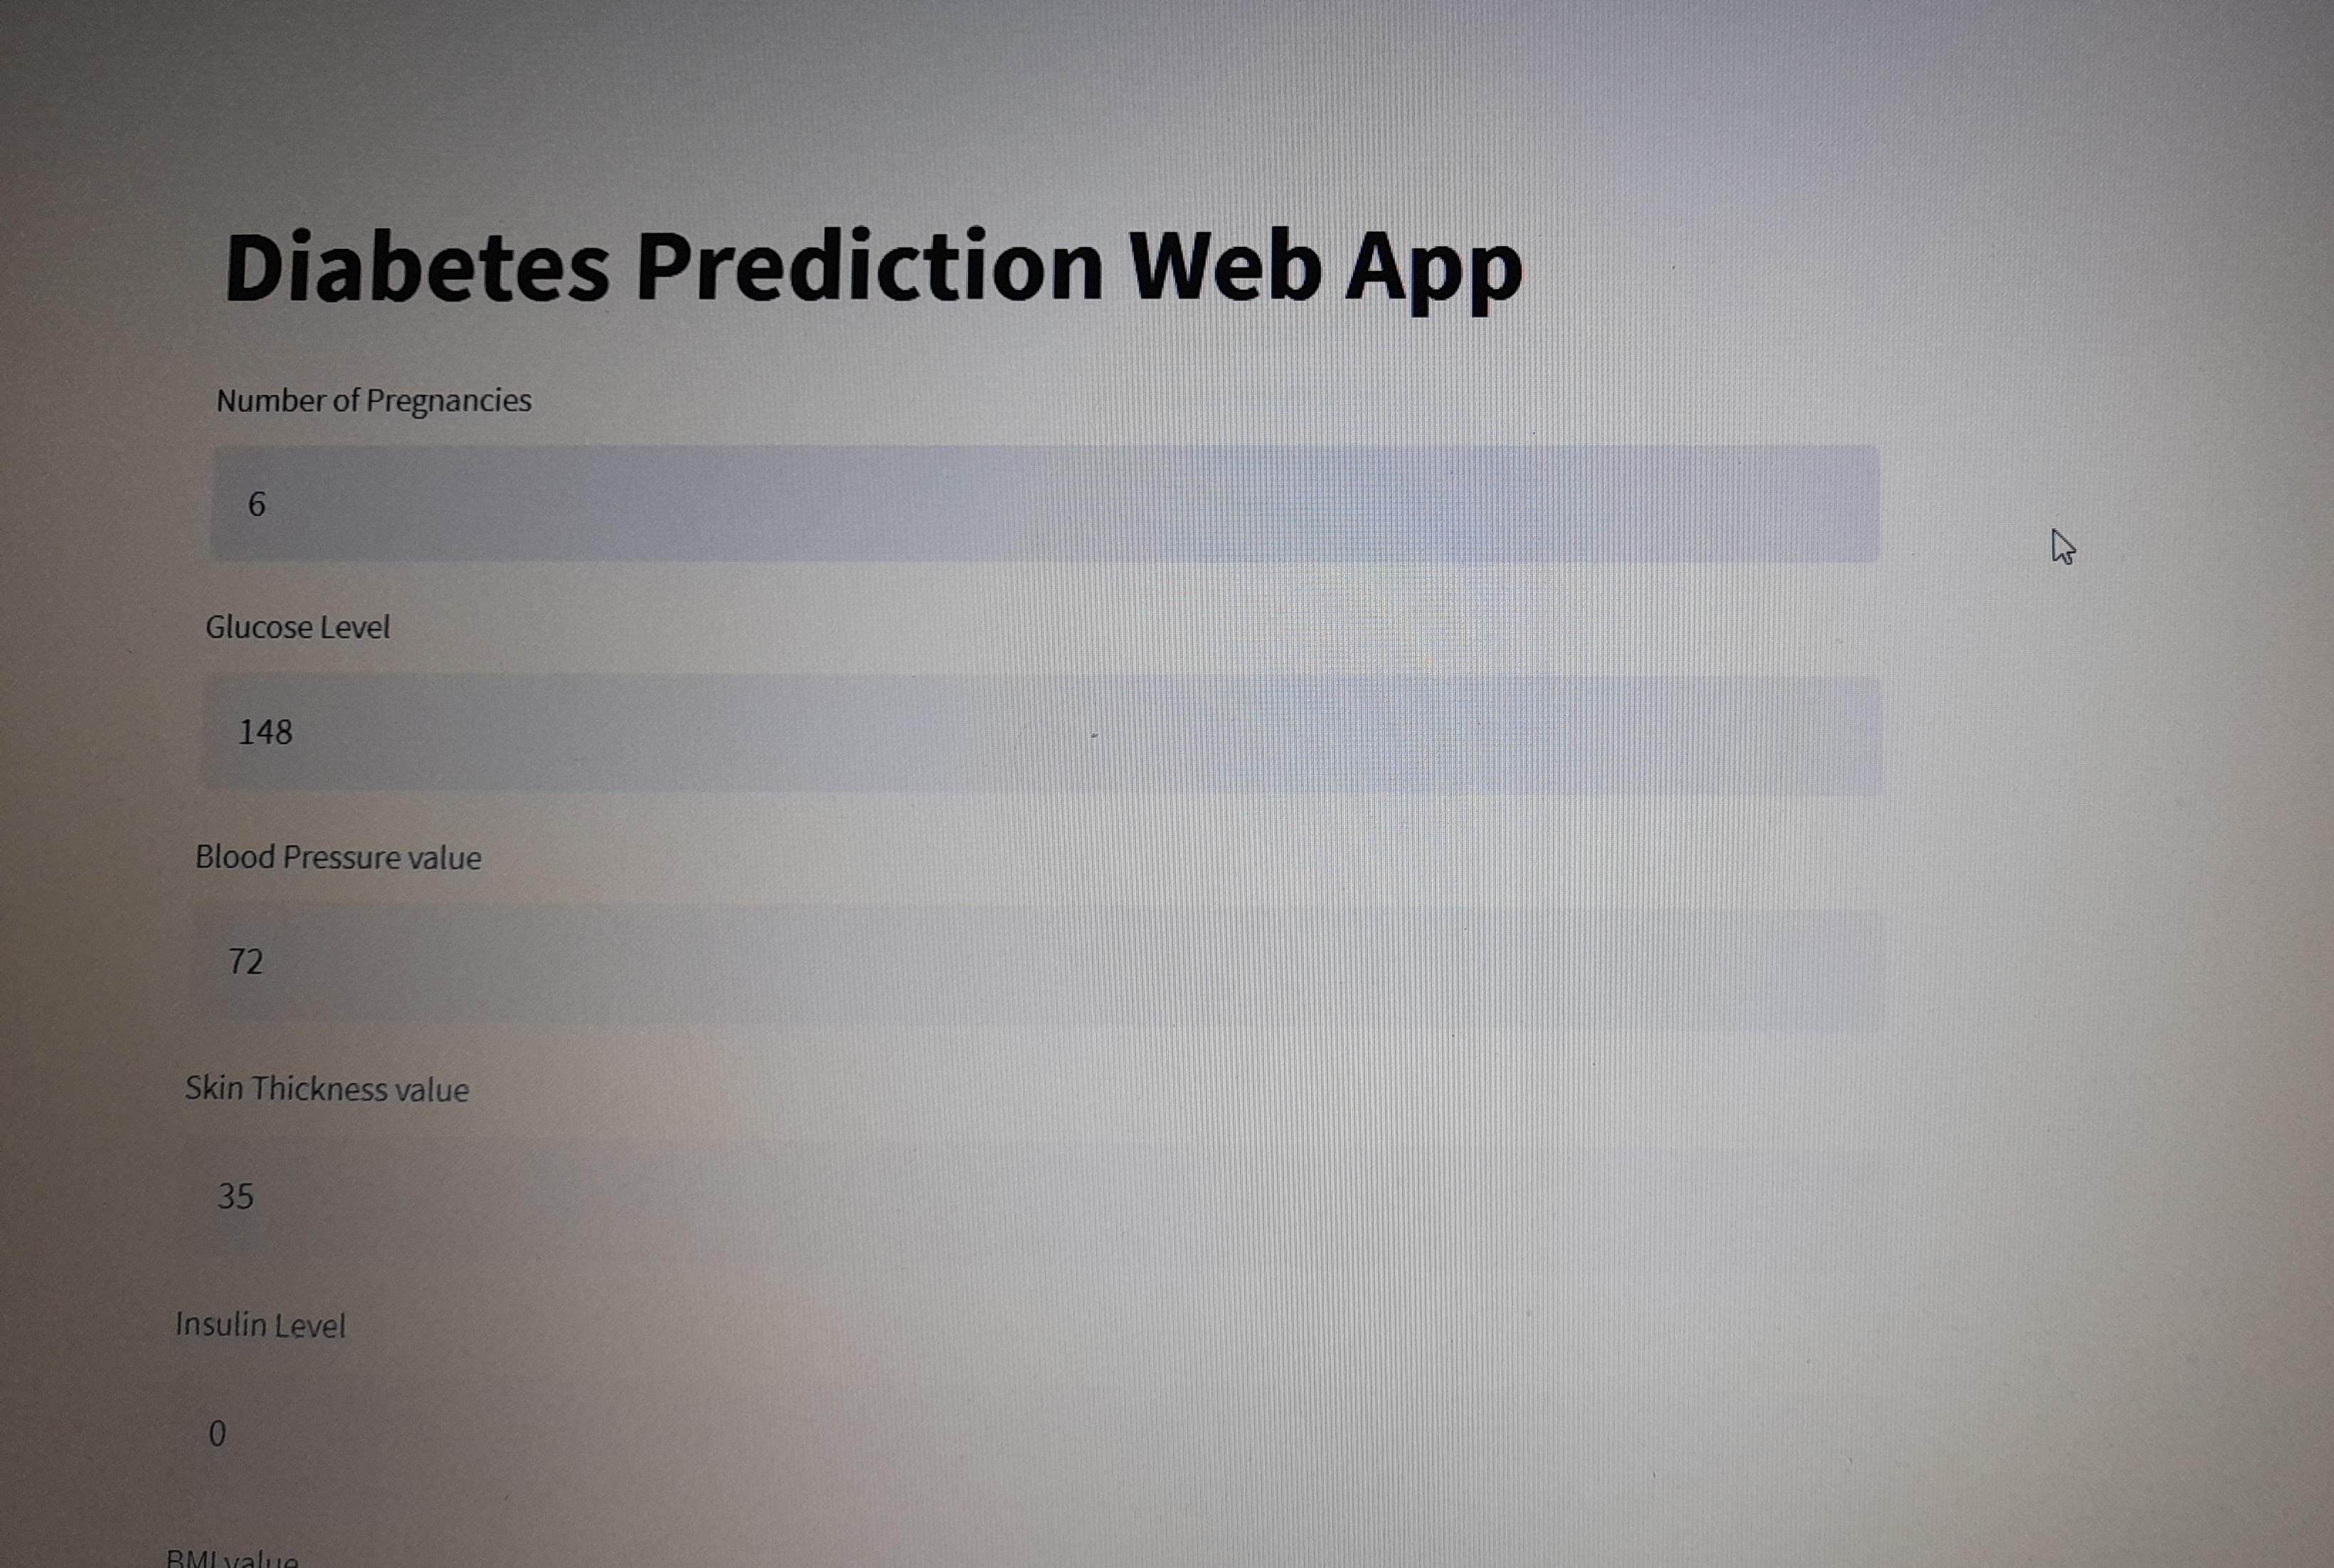 Diabetes Prediction Web App
Number of Pregnancies
6
Glucose Level
148
Blood Pressure value
72
Skin Thickness value
35
Insulin Level
0
BMI value